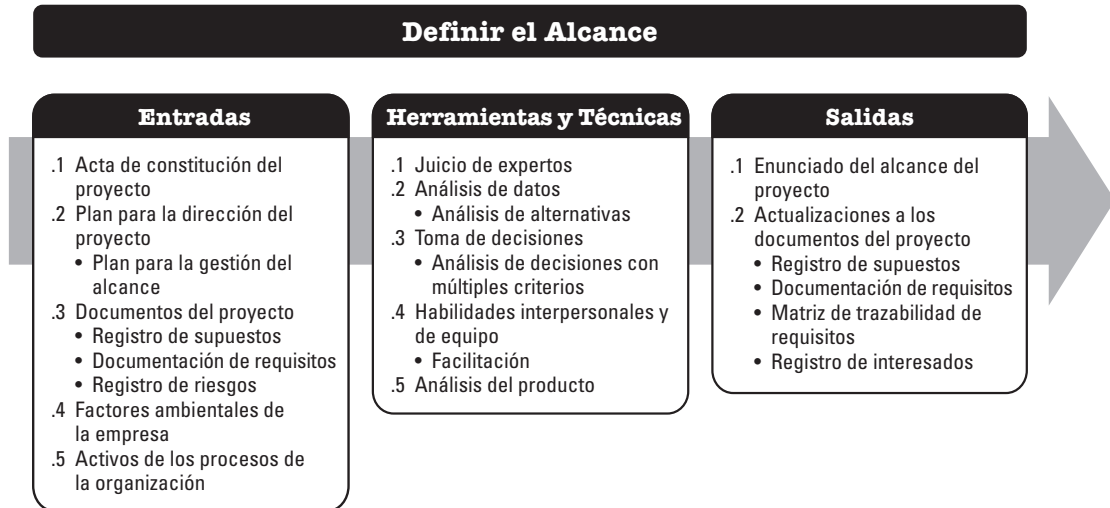 Definir el Alcance
Entradas
.1 Acta de constitución del
proyecto
.2 Plan para la dirección del
proyecto
• Plan para la gestión del
alcance
.3 Documentos del proyecto
• Registro de supuestos
• Documentación de requisitos
• Registro de riesgos
.4 Factores ambientales de
la empresa
.5 Activos de los procesos de
la organización
Herramientas y Técnicas
.1 Juicio de expertos
.2 Análisis de datos
• Análisis de alternativas
.3 Toma de decisiones
• Análisis de decisiones con
múltiples criterios
.4 Habilidades interpersonales y
de equipo
• Facilitación
.5 Análisis del producto
Salidas
.1 Enunciado del alcance del
proyecto
.2 Actualizaciones a los
documentos del proyecto
• Registro de supuestos
• Documentación de requisitos
• Matriz de trazabilidad de
requisitos
• Registro de interesados